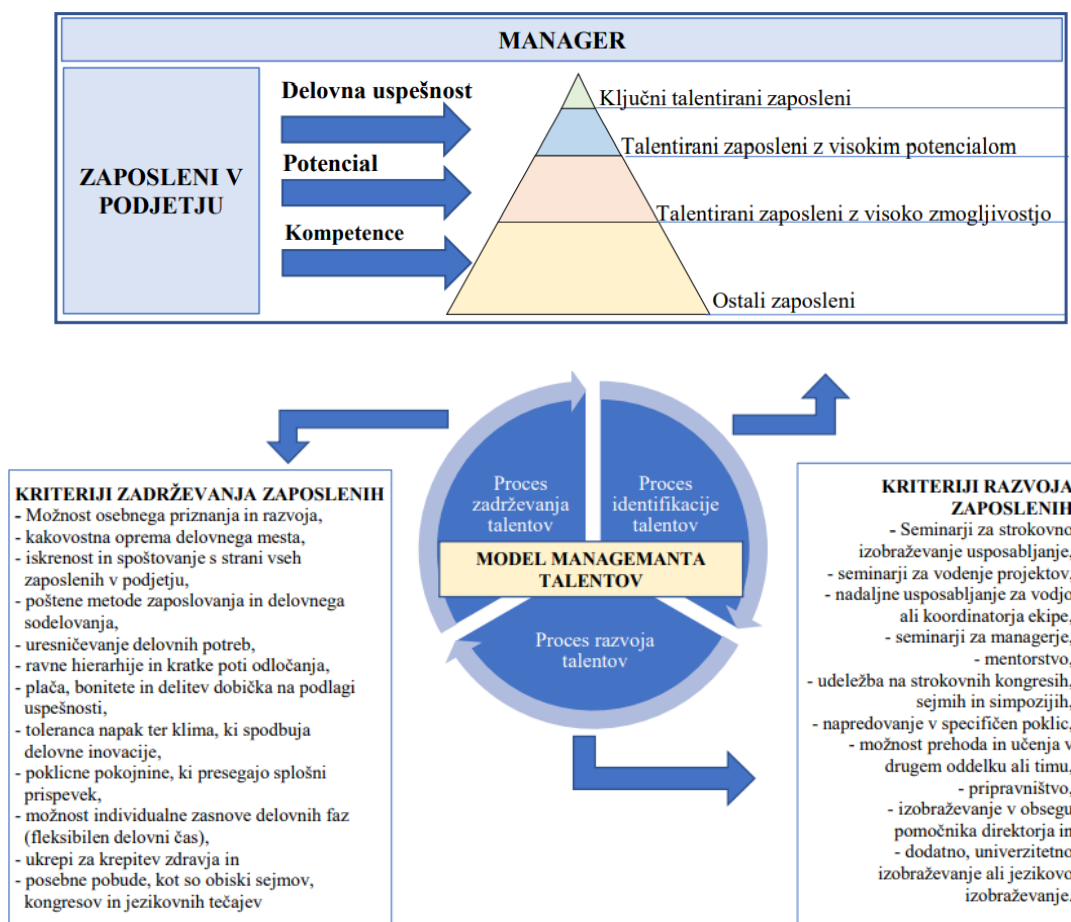 MANAGER
ZAPOSLENI V
PODJETJU
Delovna uspešnost
Potencial
Kompetence
Ključni talentirani zaposleni
Talentirani zaposleni z visokim potencialom
Talentirani zaposleni z visoko zmogljivostjo
Ostali zaposleni
Proces
zadrževanja
talentov
Proces
identifikacije
talentov
MODEL MANAGEMANTA
TALENTOV
Proces razvoja
talentov
KRITERIJI ZADRŽEVANJA ZAPOSLENIH
- Možnost osebnega priznanja in razvoja,
- kakovostna oprema delovnega mesta,
- iskrenost in spoštovanje s strani vseh
zaposlenih v podjetju,
- poštene metode zaposlovanja in delovnega
sodelovanja,
- uresničevanje delovnih potreb,
- ravne hierarhije in kratke poti odločanja,
- plača, bonitete in delitev dobička na podlagi
uspešnosti,
- toleranca napak ter klima, ki spodbuja
delovne inovacije,
- poklicne pokojnine, ki presegajo splošni
prispevek,
- možnost individualne zasnove delovnih faz
(fleksibilen delovni čas),
- ukrepi za krepitev zdravja in
- posebne pobude, kot so obiski sejmov,
kongresov in jezikovnih tečajev
KRITERIJI RAZVOJA
ZAPOSLENIH
- Seminarji za strokovno
izobraževanje usposabljanje,
- seminarji za vodenje projektov,
- nadaljne usposabljanje za vodjo
ali koordinatorja ekipe,
- seminarji za managerje,
- mentorstvo,
- udeležba na strokovnih kongresih,
sejmih in simpozijih,
- napredovanje v specifičen poklic,
- možnost prehoda in učenja v
drugem oddelku ali timu,
- pripravništvo,
- izobraževanje v obsegu
pomočnika direktorja in
- dodatno, univerzitetno
izobraževanje ali jezikovo
izobraževanje.